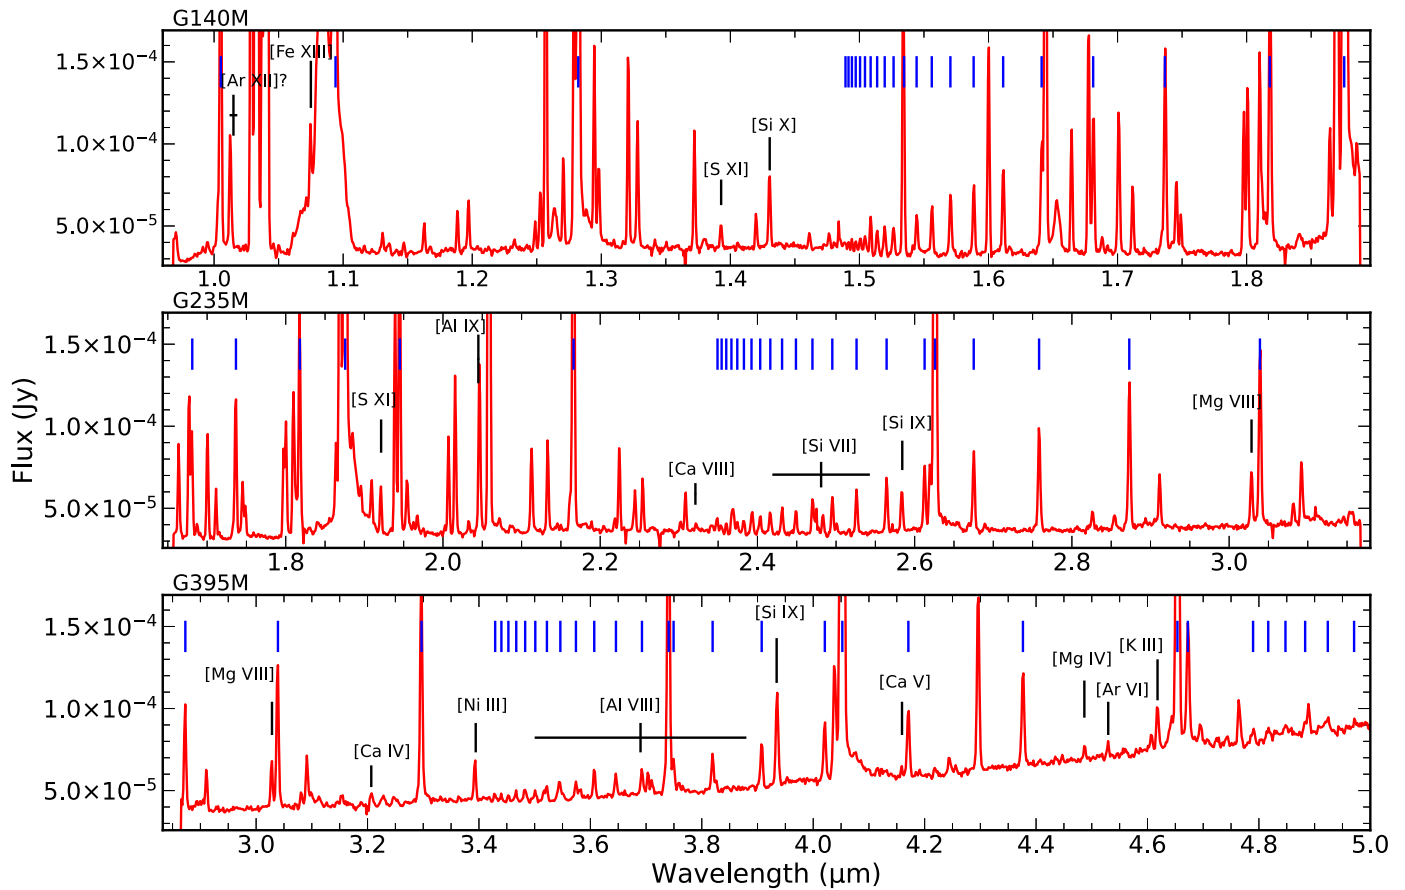 G140M
1.5×10⁻⁴
1.0×10⁻⁴
5.0×10⁻⁵
[Ar XII]?
[Fe XIII]
[S XI]
[Si X]
1.0 1.1 1.2 1.3 1.4 1.5 1.6 1.7 1.8
G235M
1.5×10⁻⁴
1.0×10⁻⁴
5.0×10⁻⁵
[S XI]
[Al IX]
[Ca VIII]
[Si VII]
[Si IX]
[Mg VIII]
1.8 2.0 2.2 2.4 2.6 2.8 3.0
Flux (Jy)
G395M
1.5×10⁻⁴
1.0×10⁻⁴
5.0×10⁻⁵
[Mg VIII]
[Ca IV]
[Ni III]
[Al VIII]
[Si IX]
[Ca V]
[Mg IV]
[Ar VI]
[K III]
3.0 3.2 3.4 3.6 3.8 4.0 4.2 4.4 4.6 4.8 5.0
Wavelength (μm)